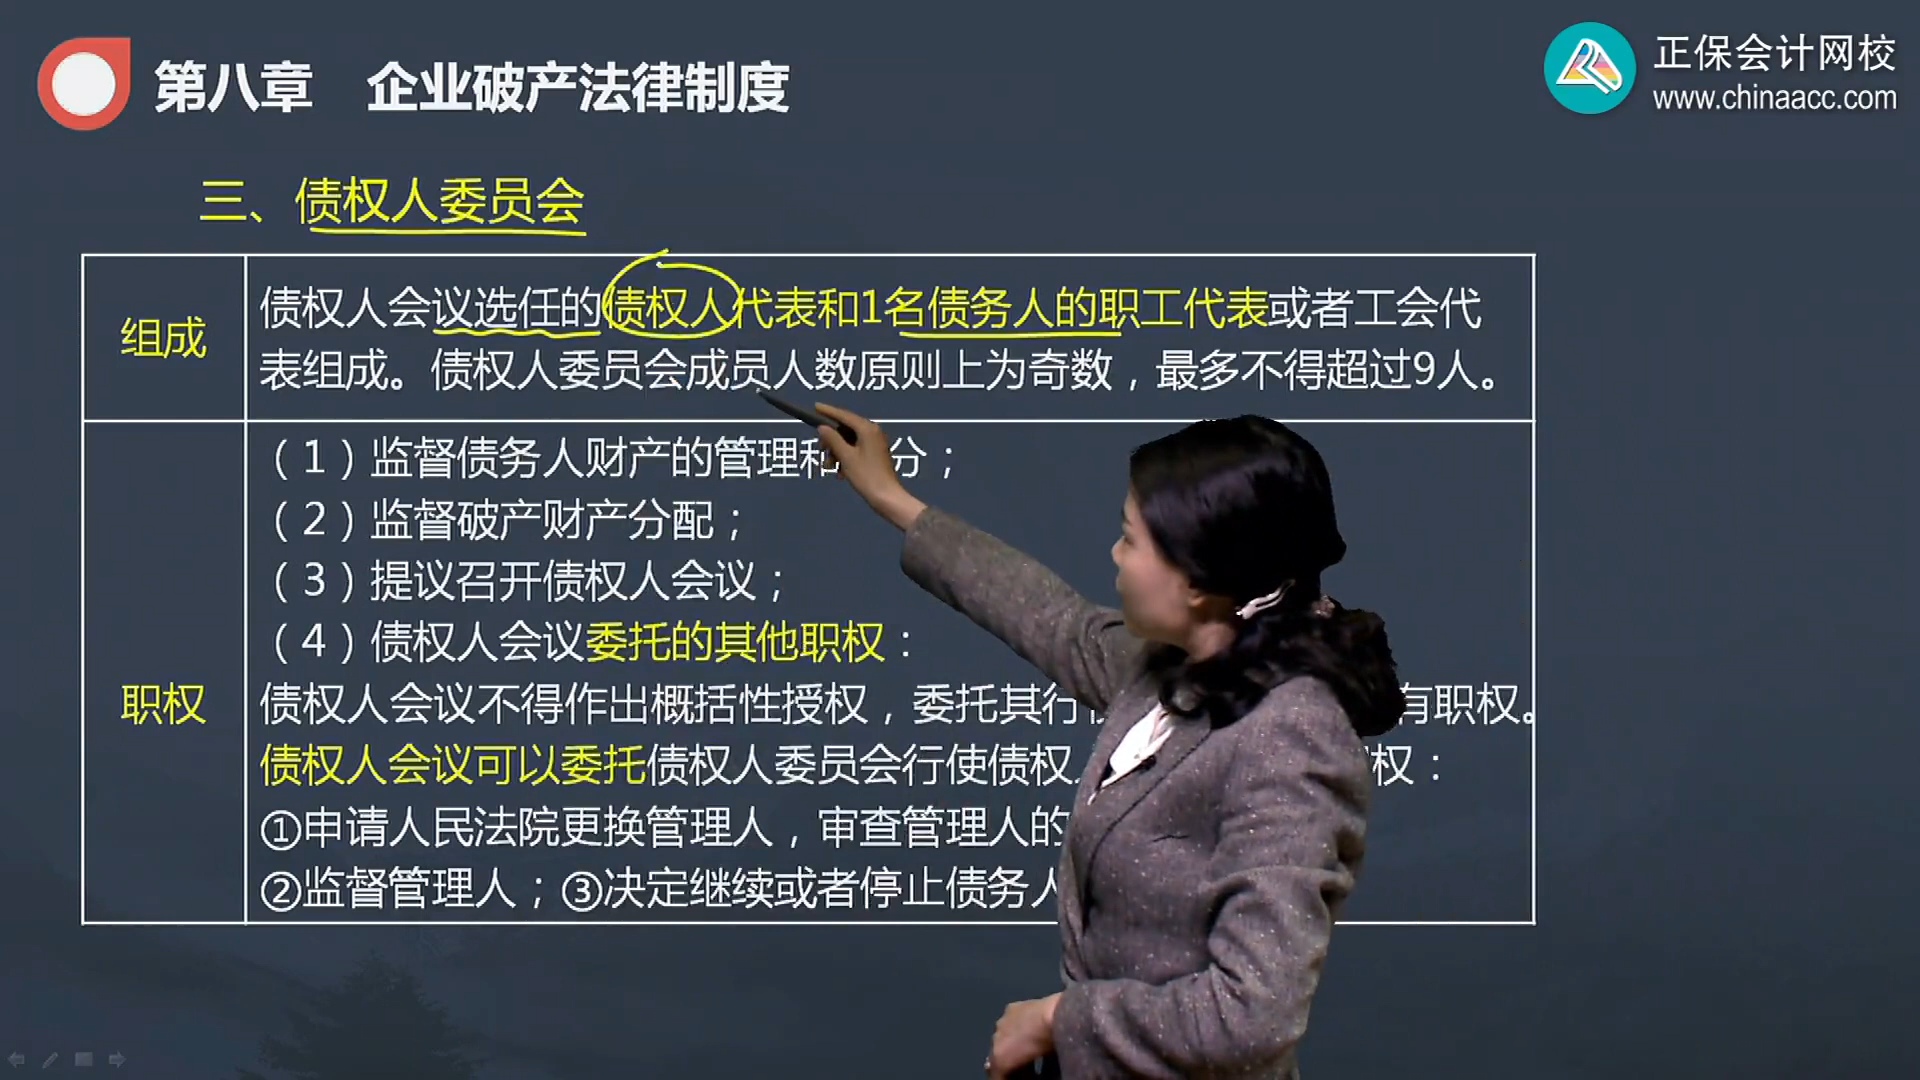 第八章 企业破产法律制度
正保会计网校
www.chinaacc.com
三、债权人委员会
组成
债权人会议选任的债权人代表和1名债务人的职工代表或者工会代
表组成。债权人委员会成员人数原则上为奇数，最多不得超过9人。
职权
（1）监督债务人财产的管理和 分；
（2）监督破产财产分配；
（3）提议召开债权人会议；
（4）债权人会议委托的其他职权：
债权人会议不得作出概括性授权，委托其行 有职权。
债权人会议可以委托债权人委员会行使债权 权：
①申请人民法院更换管理人，审查管理人的
②监督管理人；③决定继续或者停止债务人